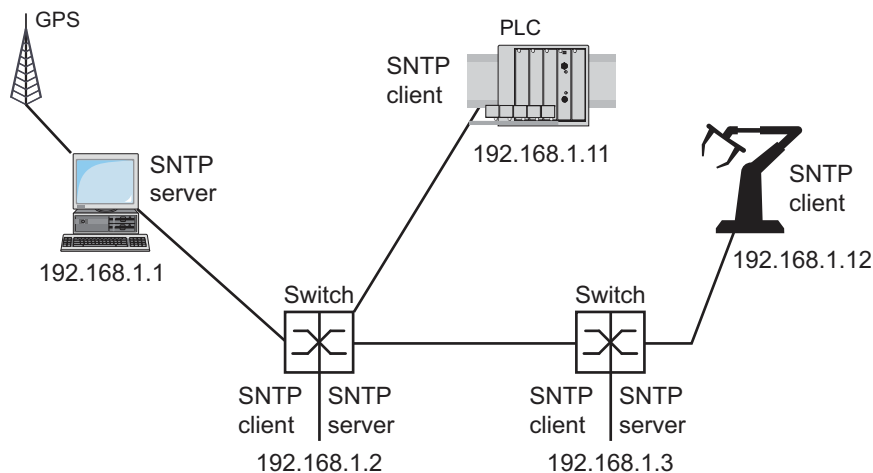 GPS
PLC
SNTP
client
192.168.1.11
SNTP
server
192.168.1.1
SNTP
client
192.168.1.12
Switch
Switch
SNTP
client
SNTP
server
192.168.1.2
SNTP
client
SNTP
server
192.168.1.3